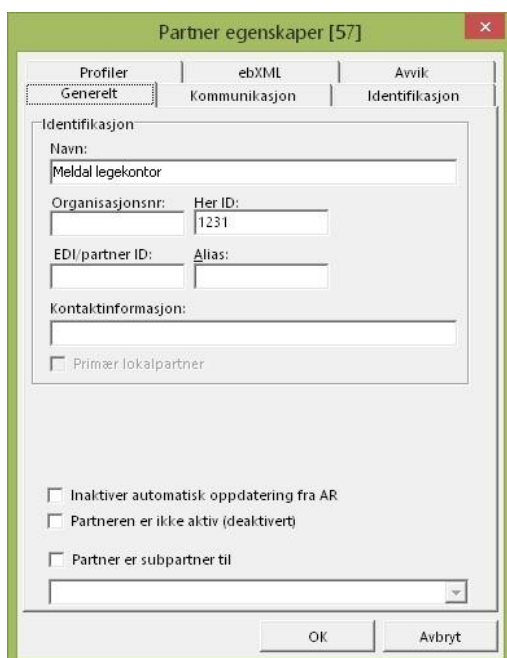 Partner egenskaper [57]
Profiler ebXML Avvik
Generelt Kommunikasjon Identifikasjon
Identifikasjon
Navn:
Meldal legekontor
Organisasjonsnr: Her ID:
1231
EDI/partner ID: Alias:
Kontaktinformasjon:
Primær lokalpartner
Inaktiver automatisk oppdatering fra AR
Partneren er ikke aktiv (deaktivert)
Partner er subpartner til
OK Avbryt